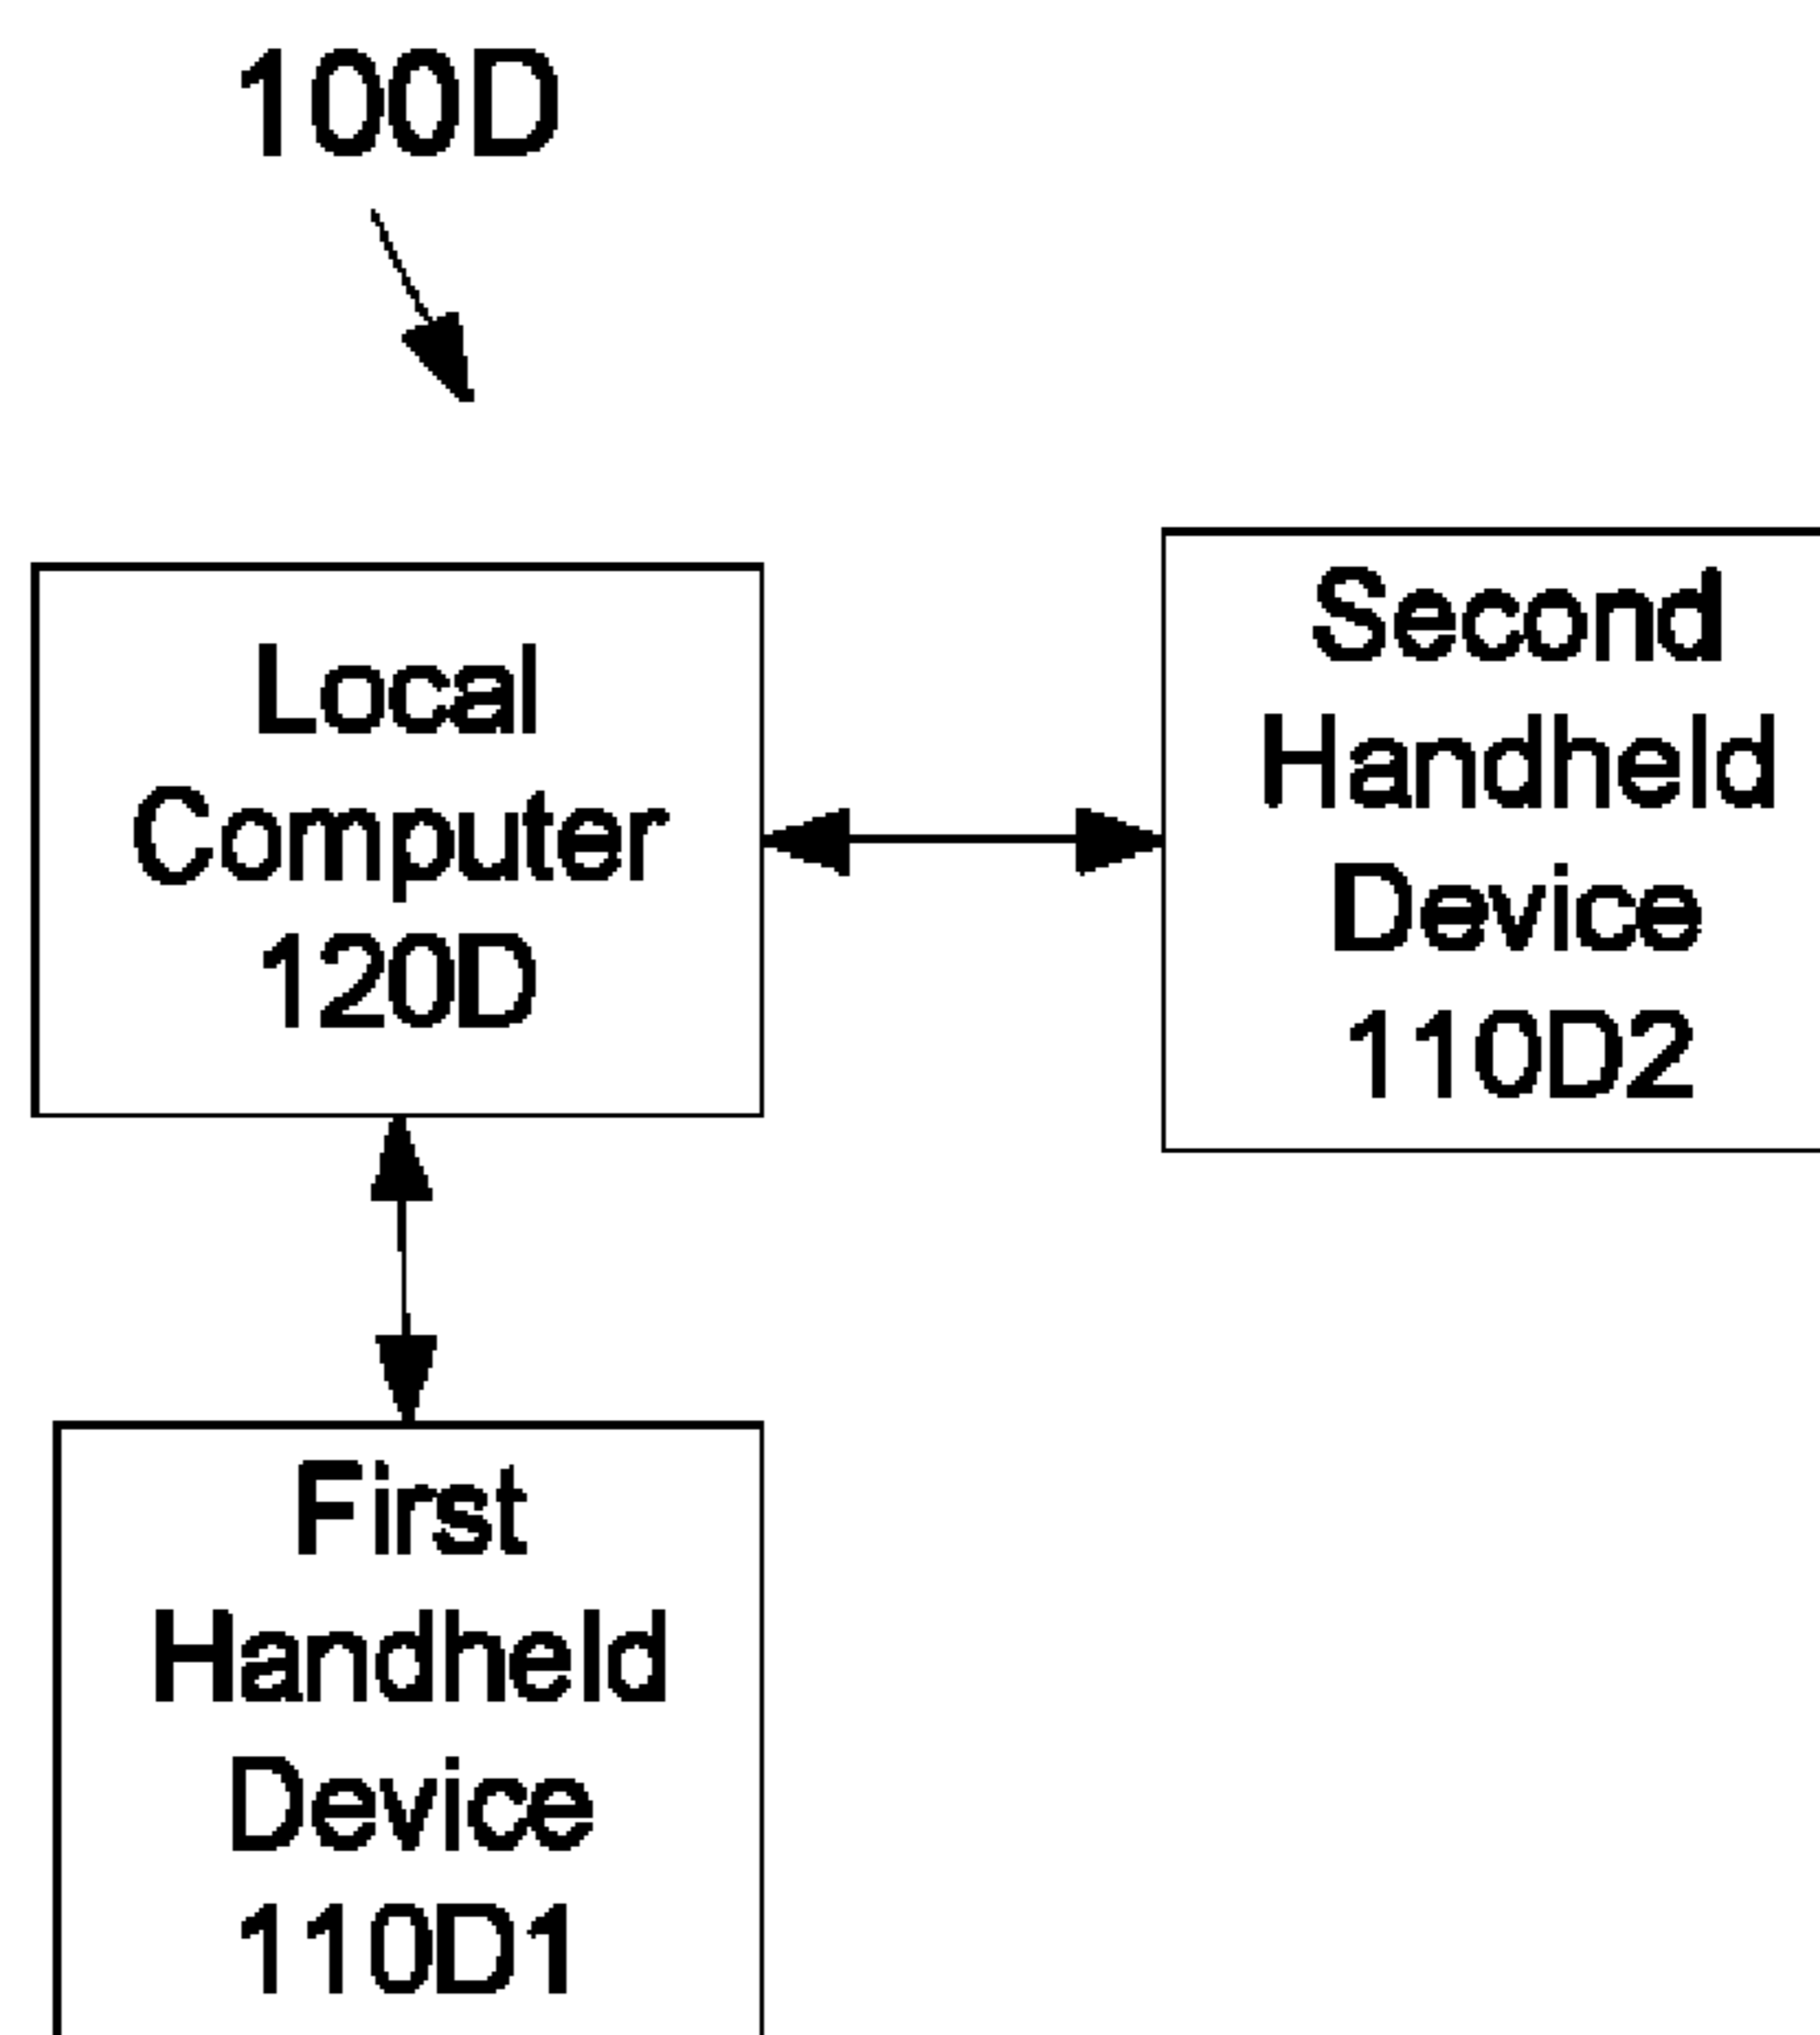 100D
Local
Computer
120D
Second
Handheld
Device
110D2
First
Handheld
Device
110D1